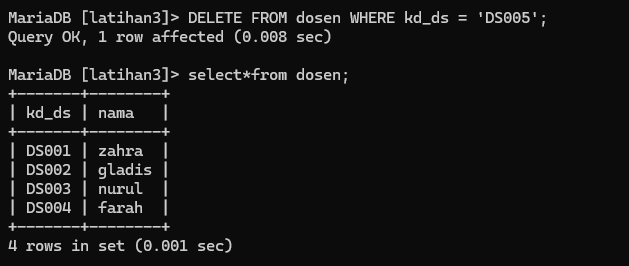 MariaDB [latihan3]> DELETE FROM dosen WHERE kd_ds = 'DS005';
Query OK, 1 row affected (0.008 sec)
MariaDB [latihan3]> select*from dosen;
+-------+--------+
| kd_ds | nama   |
+-------+--------+
| DS001 | zahra  |
| DS002 | gladis |
| DS003 | nurul  |
| DS004 | farah  |
+-------+--------+
4 rows in set (0.001 sec)